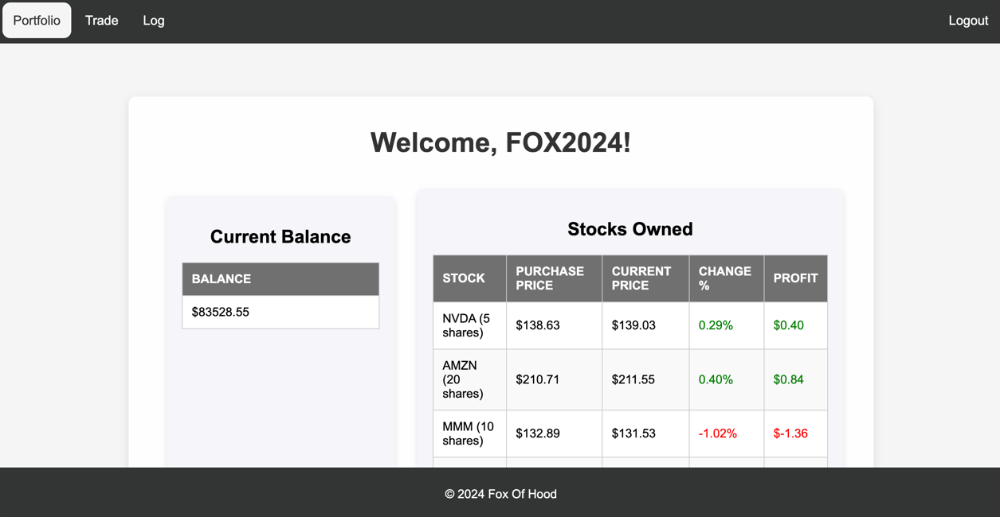 Portfolio Trade Log Logout
Welcome, FOX2024!
Current Balance
BALANCE
$83528.55
Stocks Owned
STOCK PURCHASE PRICE CURRENT PRICE CHANGE % PROFIT
NVDA (5 shares) $138.63 $139.03 0.29% $0.40
AMZN (20 shares) $210.71 $211.55 0.40% $0.84
MMM (10 shares) $132.89 $131.53 -1.02% $-1.36
© 2024 Fox Of Hood